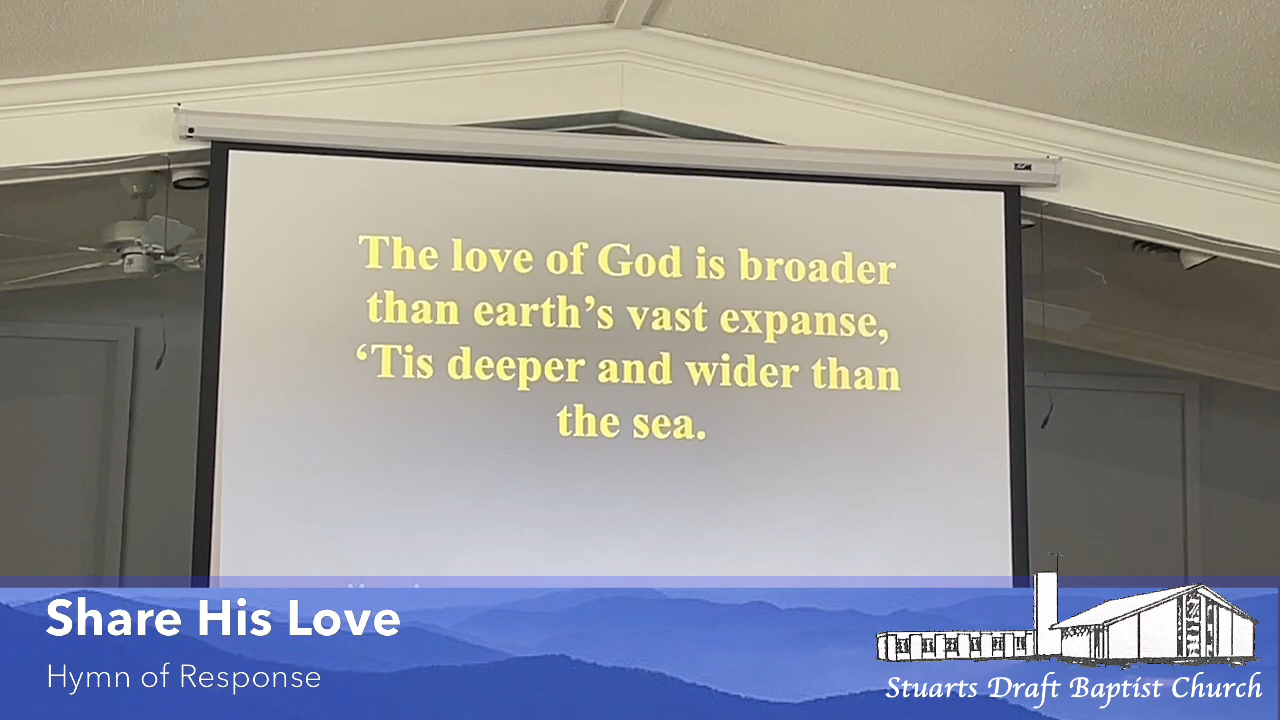 The love of God is broader
than earth’s vast expanse,
‘Tis deeper and wider than
the sea.
Share His Love
Hymn of Response
Stuarts Draft Baptist Church